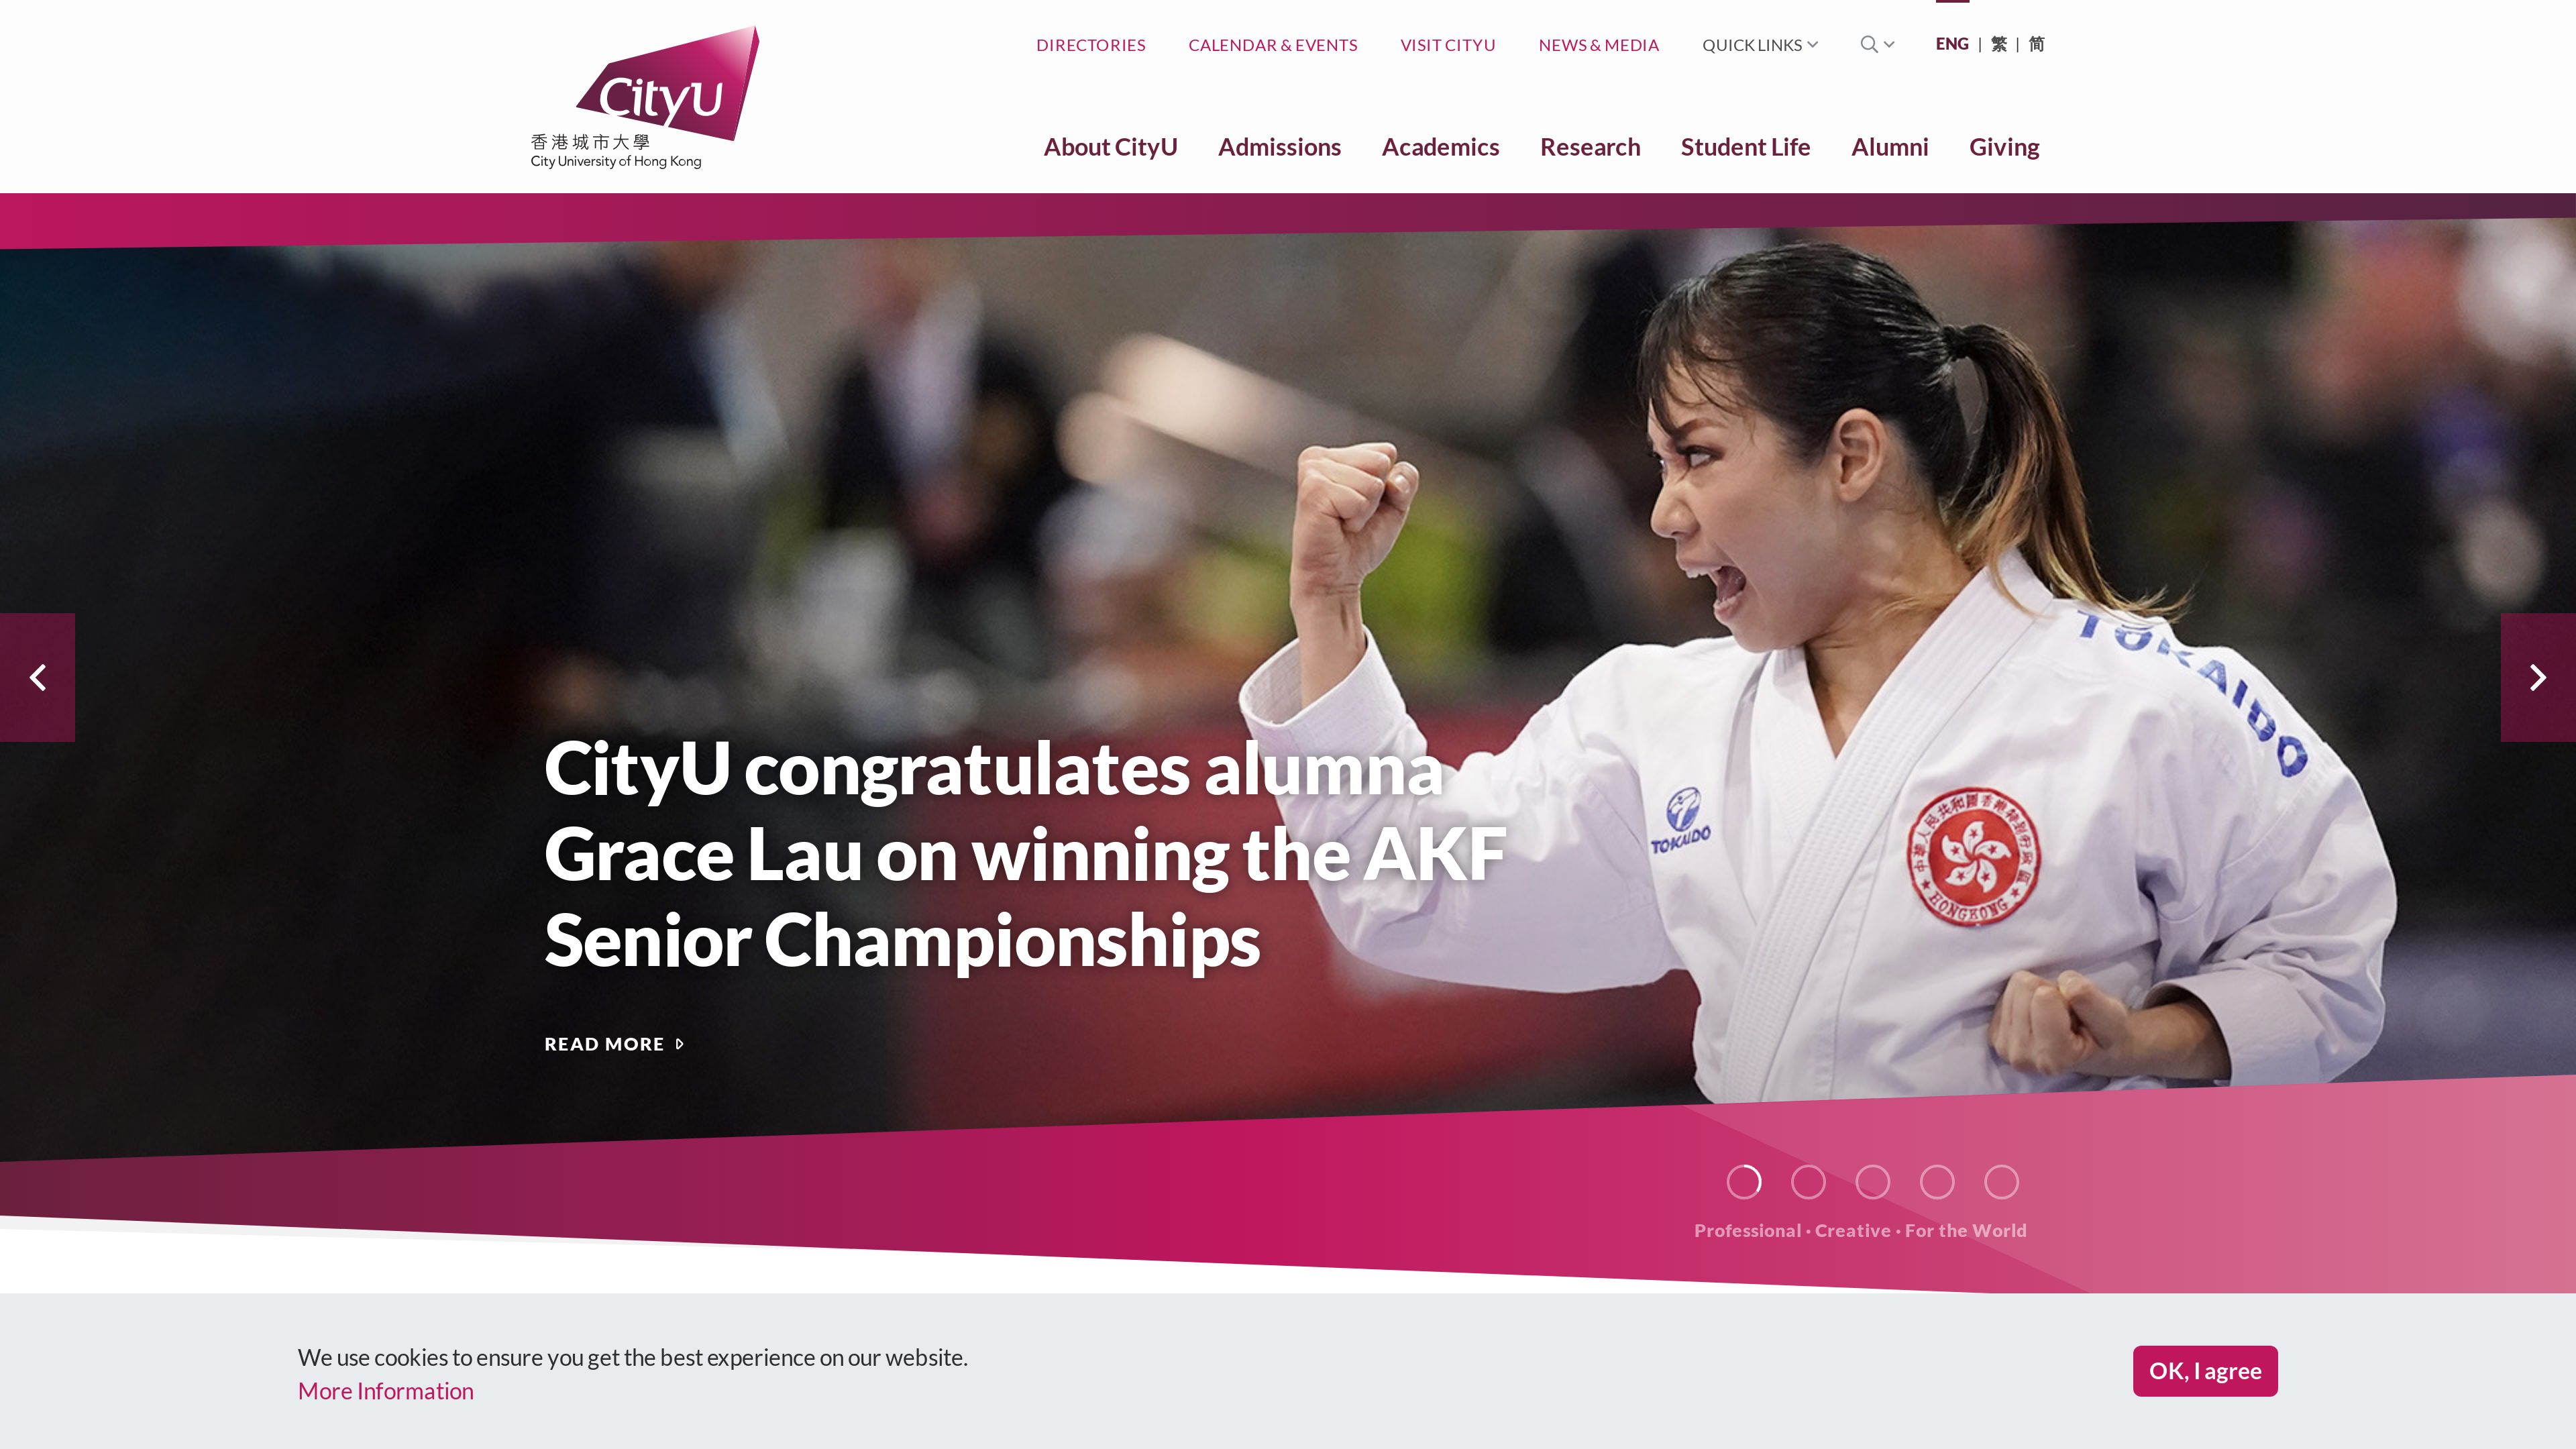 CityU
香港城市大學
City University of Hong Kong
DIRECTORIES
CALENDAR & EVENTS
VISIT CITYU
NEWS & MEDIA
QUICK LINKS
ENG | 繁 | 简
About CityU
Admissions
Academics
Research
Student Life
Alumni
Giving
TOKAIDO
TOKAIDO
中華人民共和國香港特別行政區
HONG KONG
CityU congratulates alumna
Grace Lau on winning the AKF
Senior Championships
READ MORE
Professional · Creative · For the World
We use cookies to ensure you get the best experience on our website.
More Information
OK, I agree